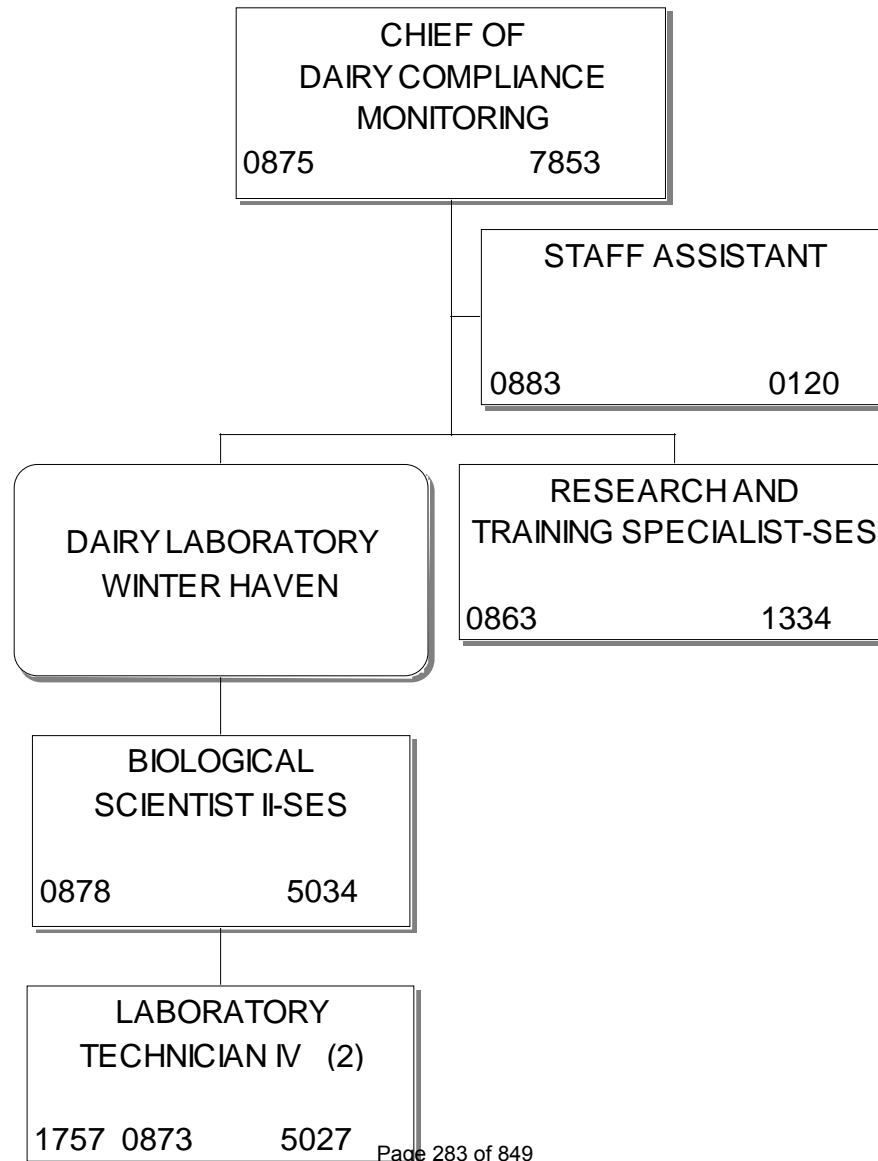 CHIEF OF
DAIRY COMPLIANCE
MONITORING
0875 7853
STAFF ASSISTANT
0883 0120
DAIRY LABORATORY
WINTER HAVEN
RESEARCH AND
TRAINING SPECIALIST-SES
0863 1334
BIOLOGICAL
SCIENTIST II-SES
0878 5034
LABORATORY
TECHNICIAN IV (2)
1757 0873 5027
Page 283 of 849